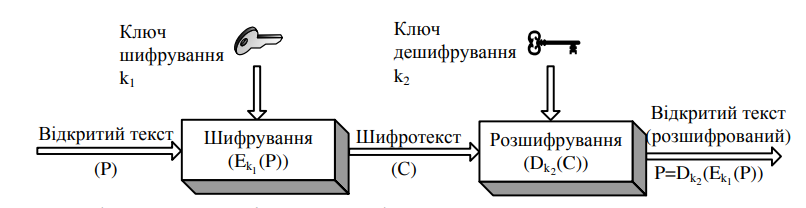 Ключ
шифрування
k₁
Ключ
дешифрування
k₂
Відкритий текст
(P)
Шифрування
(Eₖ₁(P))
Шифротекст
(C)
Розшифрування
(Dₖ₂(C))
Відкритий текст
(розшифрований)
P=Dₖ₂(Eₖ₁(P))